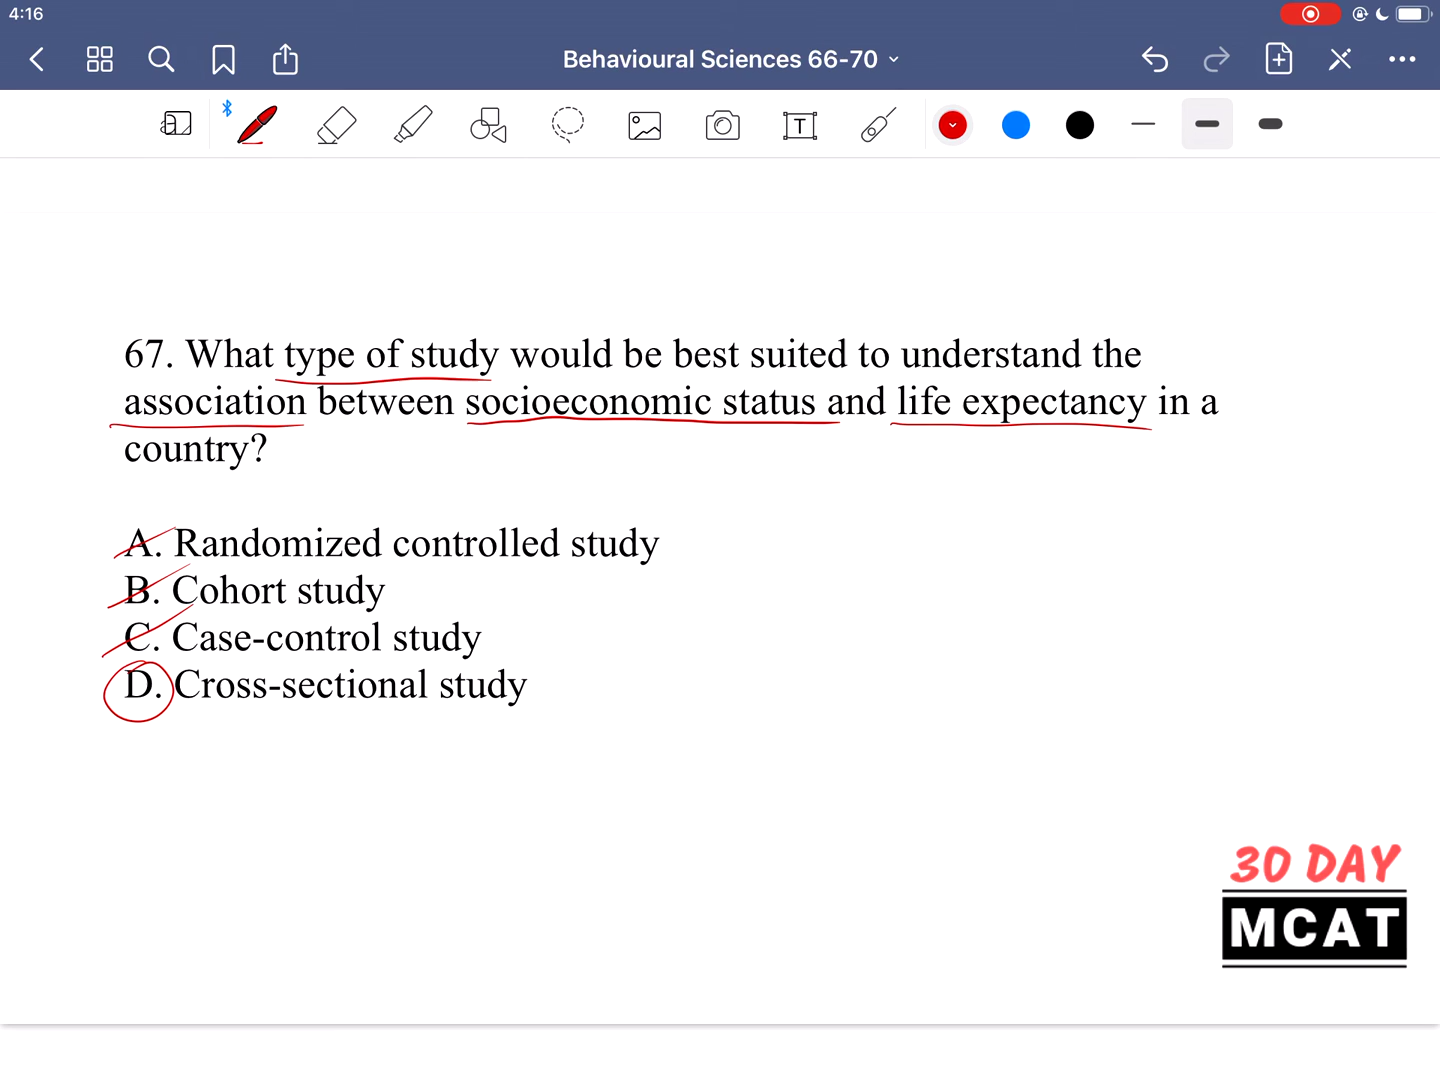 4:16
Behavioural Sciences 66-70
T
67. What type of study would be best suited to understand the
association between socioeconomic status and life expectancy in a
country?
A. Randomized controlled study
B. Cohort study
C. Case-control study
D. Cross-sectional study
30 DAY
MCAT